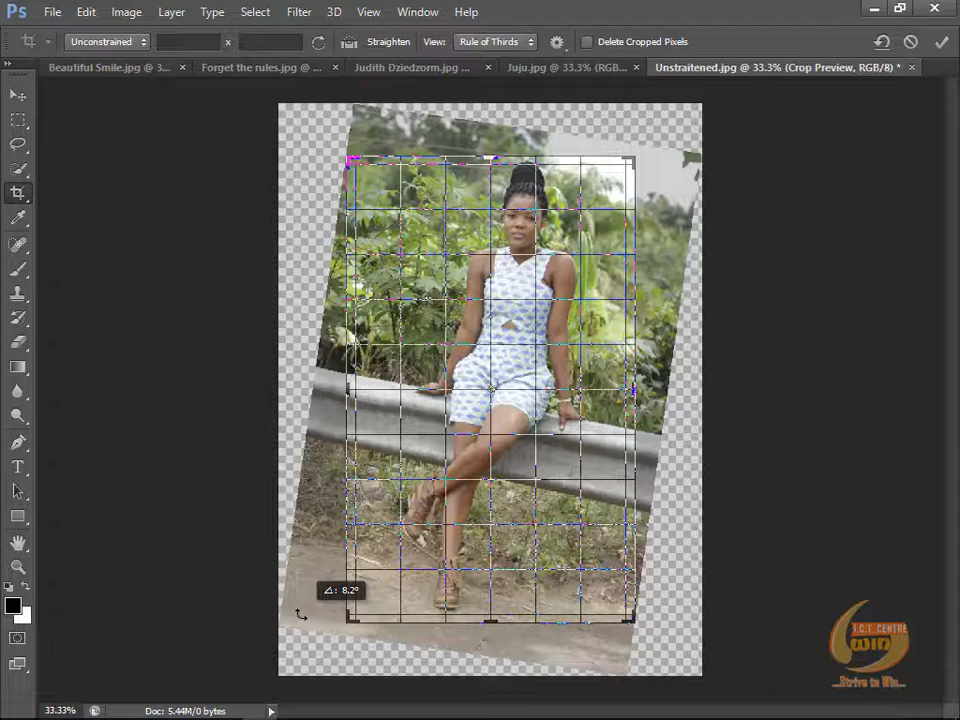 Ps File Edit Image Layer Type Select Filter 3D View Window Help
Unconstrained x Straighten View: Rule of Thirds Delete Cropped Pixels
Beautiful Smile.jpg @ 3... × Forget the rules.jpg @ ... × Judith Dziedzorm.jpg ... × Juju.jpg @ 33.3% (RGB... × Unstraitened.jpg @ 33.3% (Crop Preview, RGB/8) * ×
T
8.2°
I.C.T CENTRE
win
...Strive to Win...
33.33% Doc: 5.44M/0 bytes